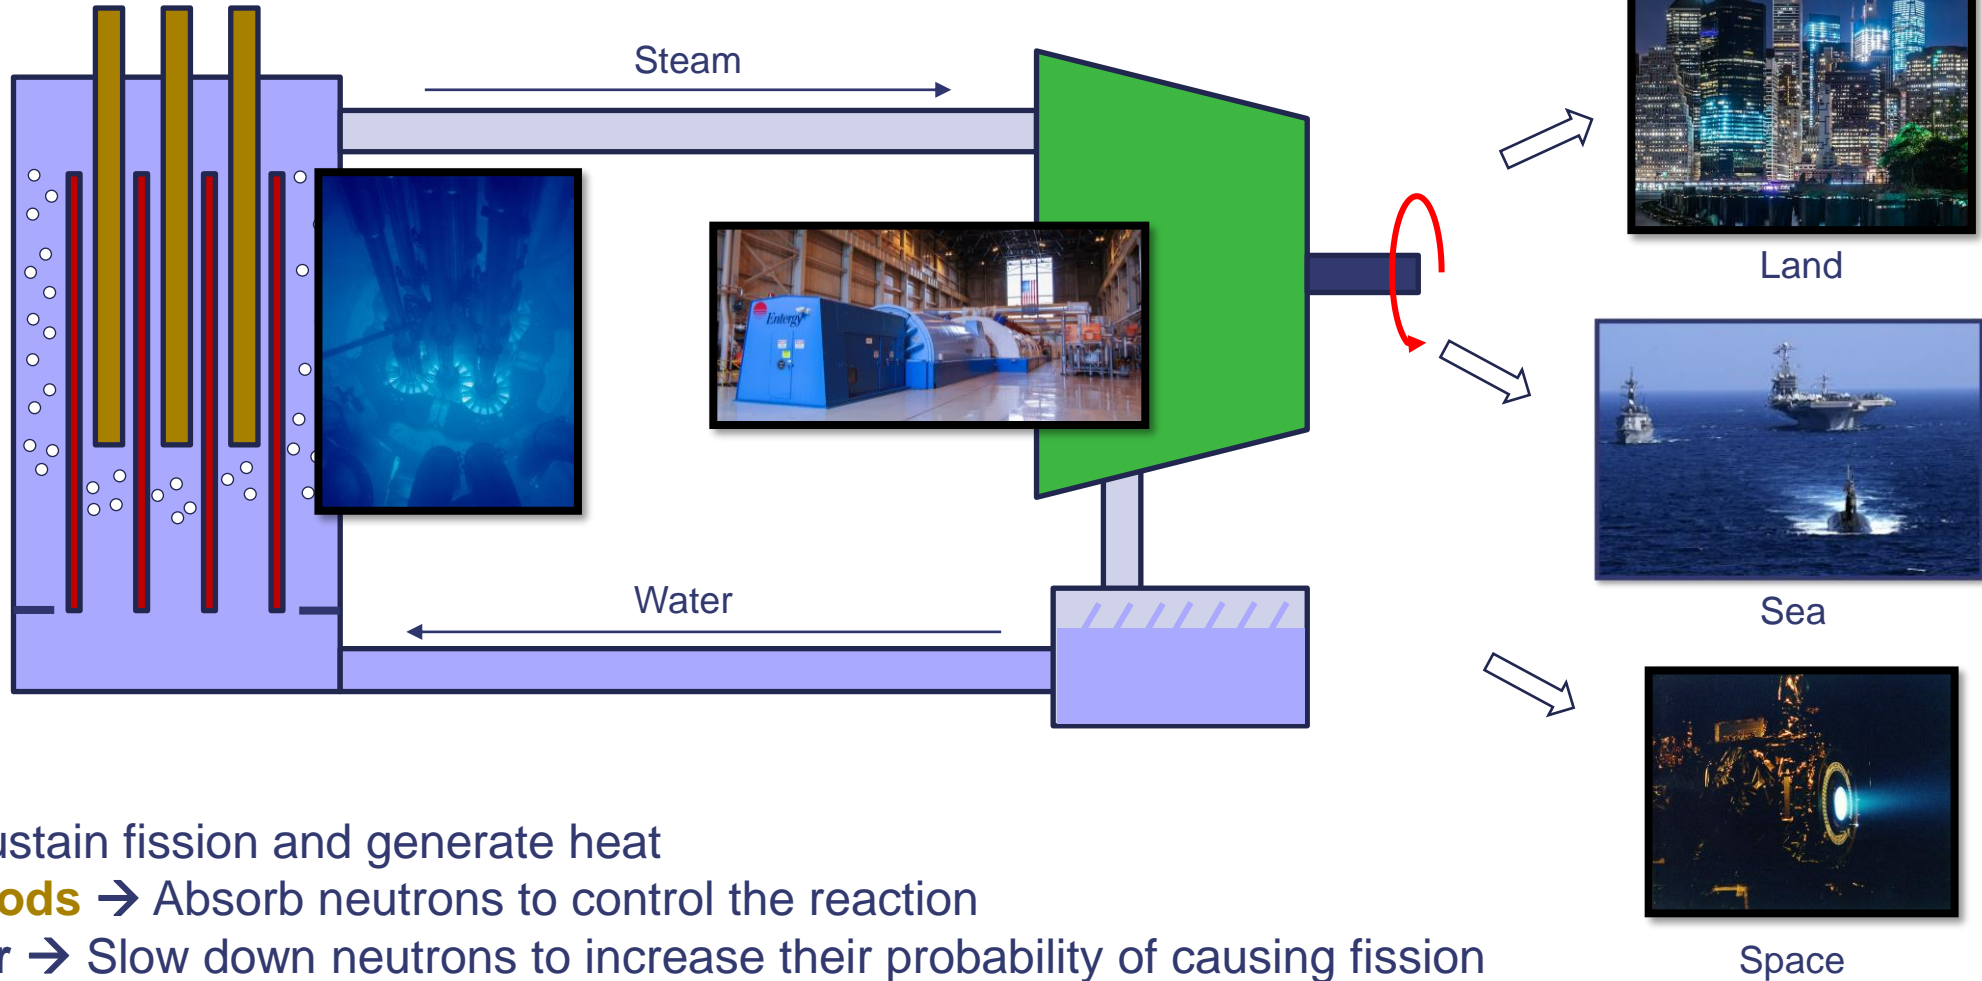 Steam
Entergy
Land
Water
Sea
ustain fission and generate heat
ods → Absorb neutrons to control the reaction
r → Slow down neutrons to increase their probability of causing fission
Space